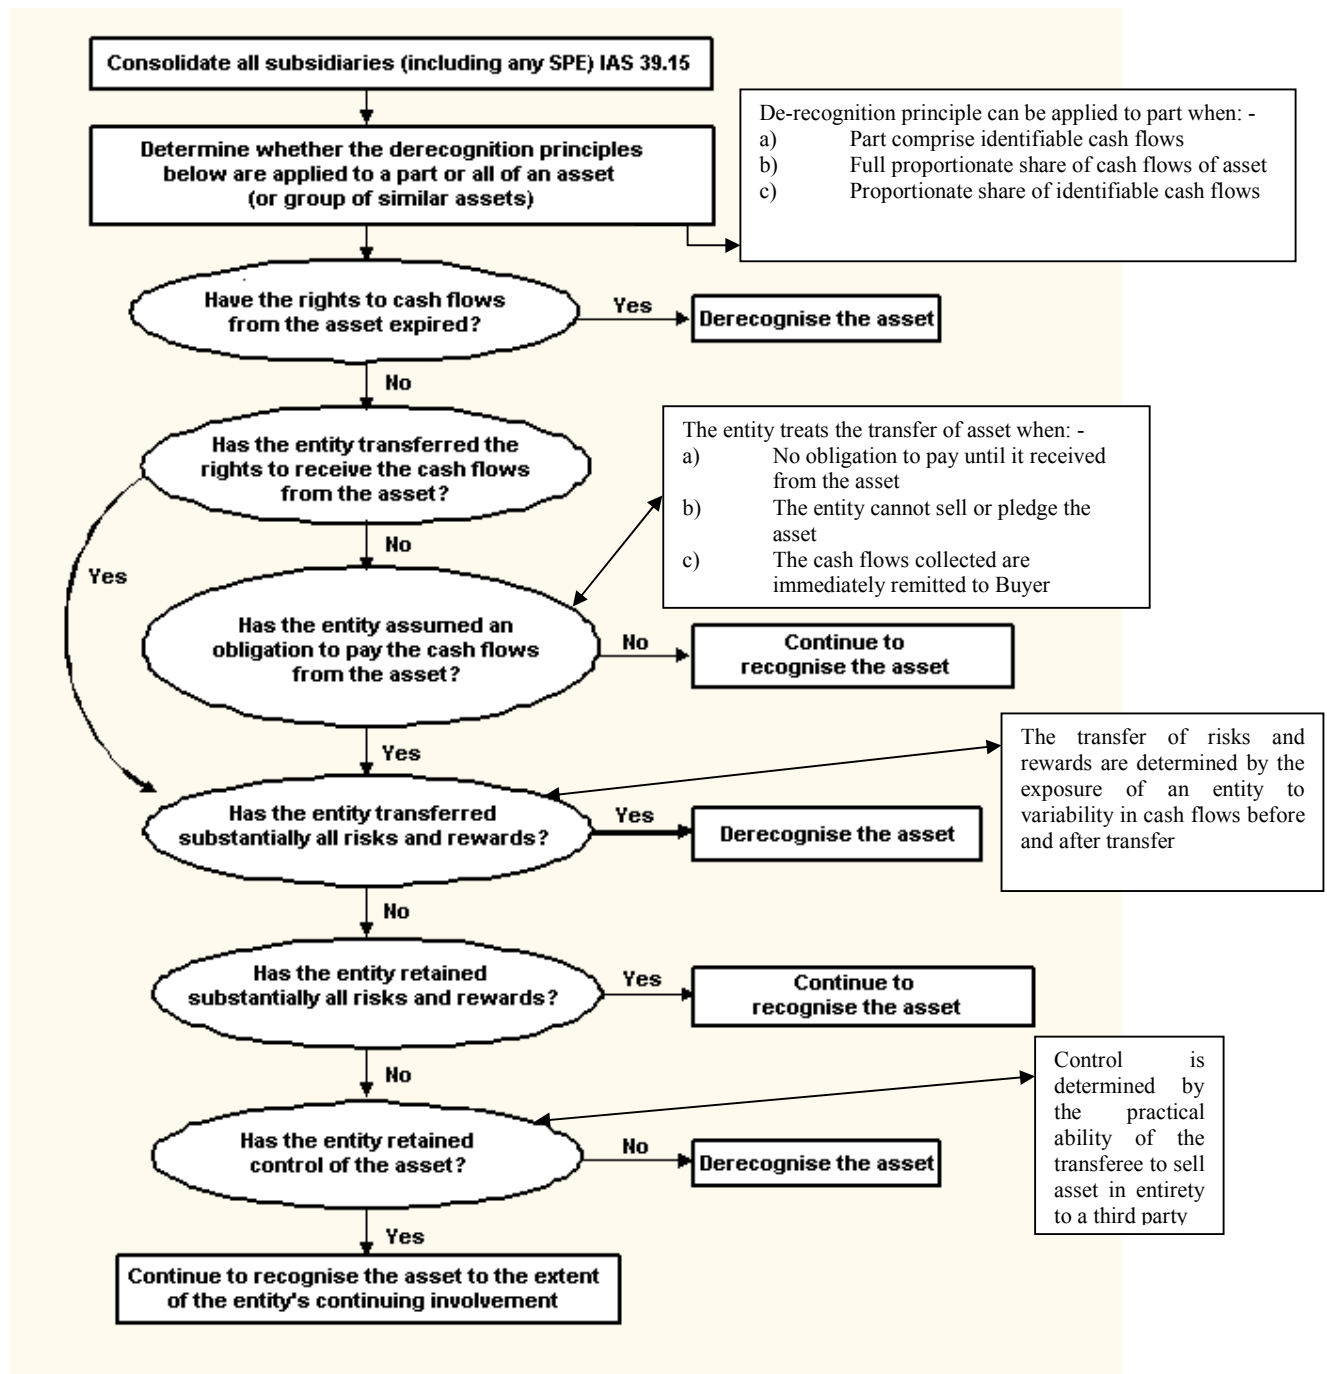 Consolidate all subsidiaries (including any SPE) IAS 39.15
Determine whether the derecognition principles
below are applied to a part or all of an asset
(or group of similar assets)
De-recognition principle can be applied to part when: -
a) Part comprise identifiable cash flows
b) Full proportionate share of cash flows of asset
c) Proportionate share of identifiable cash flows
Have the rights to cash flows
from the asset expired?
Yes
Derecognise the asset
No
Has the entity transferred the
rights to receive the cash flows
from the asset?
Yes
No
The entity treats the transfer of asset when: -
a) No obligation to pay until it received
from the asset
b) The entity cannot sell or pledge the
asset
c) The cash flows collected are
immediately remitted to Buyer
Has the entity assumed an
obligation to pay the cash flows
from the asset?
No
Continue to
recognise the asset
Yes
The transfer of risks and
rewards are determined by the
exposure of an entity to
variability in cash flows before
and after transfer
Has the entity transferred
substantially all risks and rewards?
Yes
Derecognise the asset
No
Has the entity retained
substantially all risks and rewards?
Yes
Continue to
recognise the asset
No
Control is
determined by
the practical
ability of the
transferee to sell
asset in entirety
to a third party
Has the entity retained
control of the asset?
No
Derecognise the asset
Yes
Continue to recognise the asset to the extent
of the entity's continuing involvement